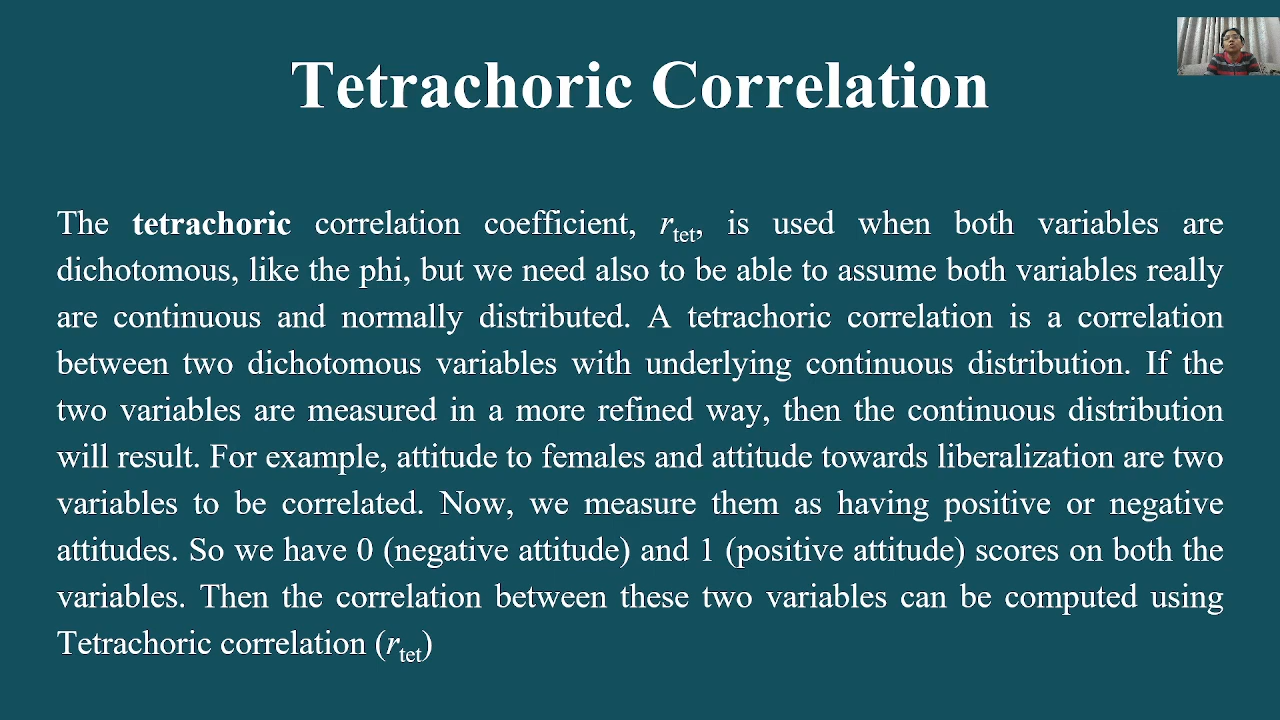 Tetrachoric Correlation
The tetrachoric correlation coefficient, rtet, is used when both variables are
dichotomous, like the phi, but we need also to be able to assume both variables really
are continuous and normally distributed. A tetrachoric correlation is a correlation
between two dichotomous variables with underlying continuous distribution. If the
two variables are measured in a more refined way, then the continuous distribution
will result. For example, attitude to females and attitude towards liberalization are two
variables to be correlated. Now, we measure them as having positive or negative
attitudes. So we have 0 (negative attitude) and 1 (positive attitude) scores on both the
variables. Then the correlation between these two variables can be computed using
Tetrachoric correlation (rtet)